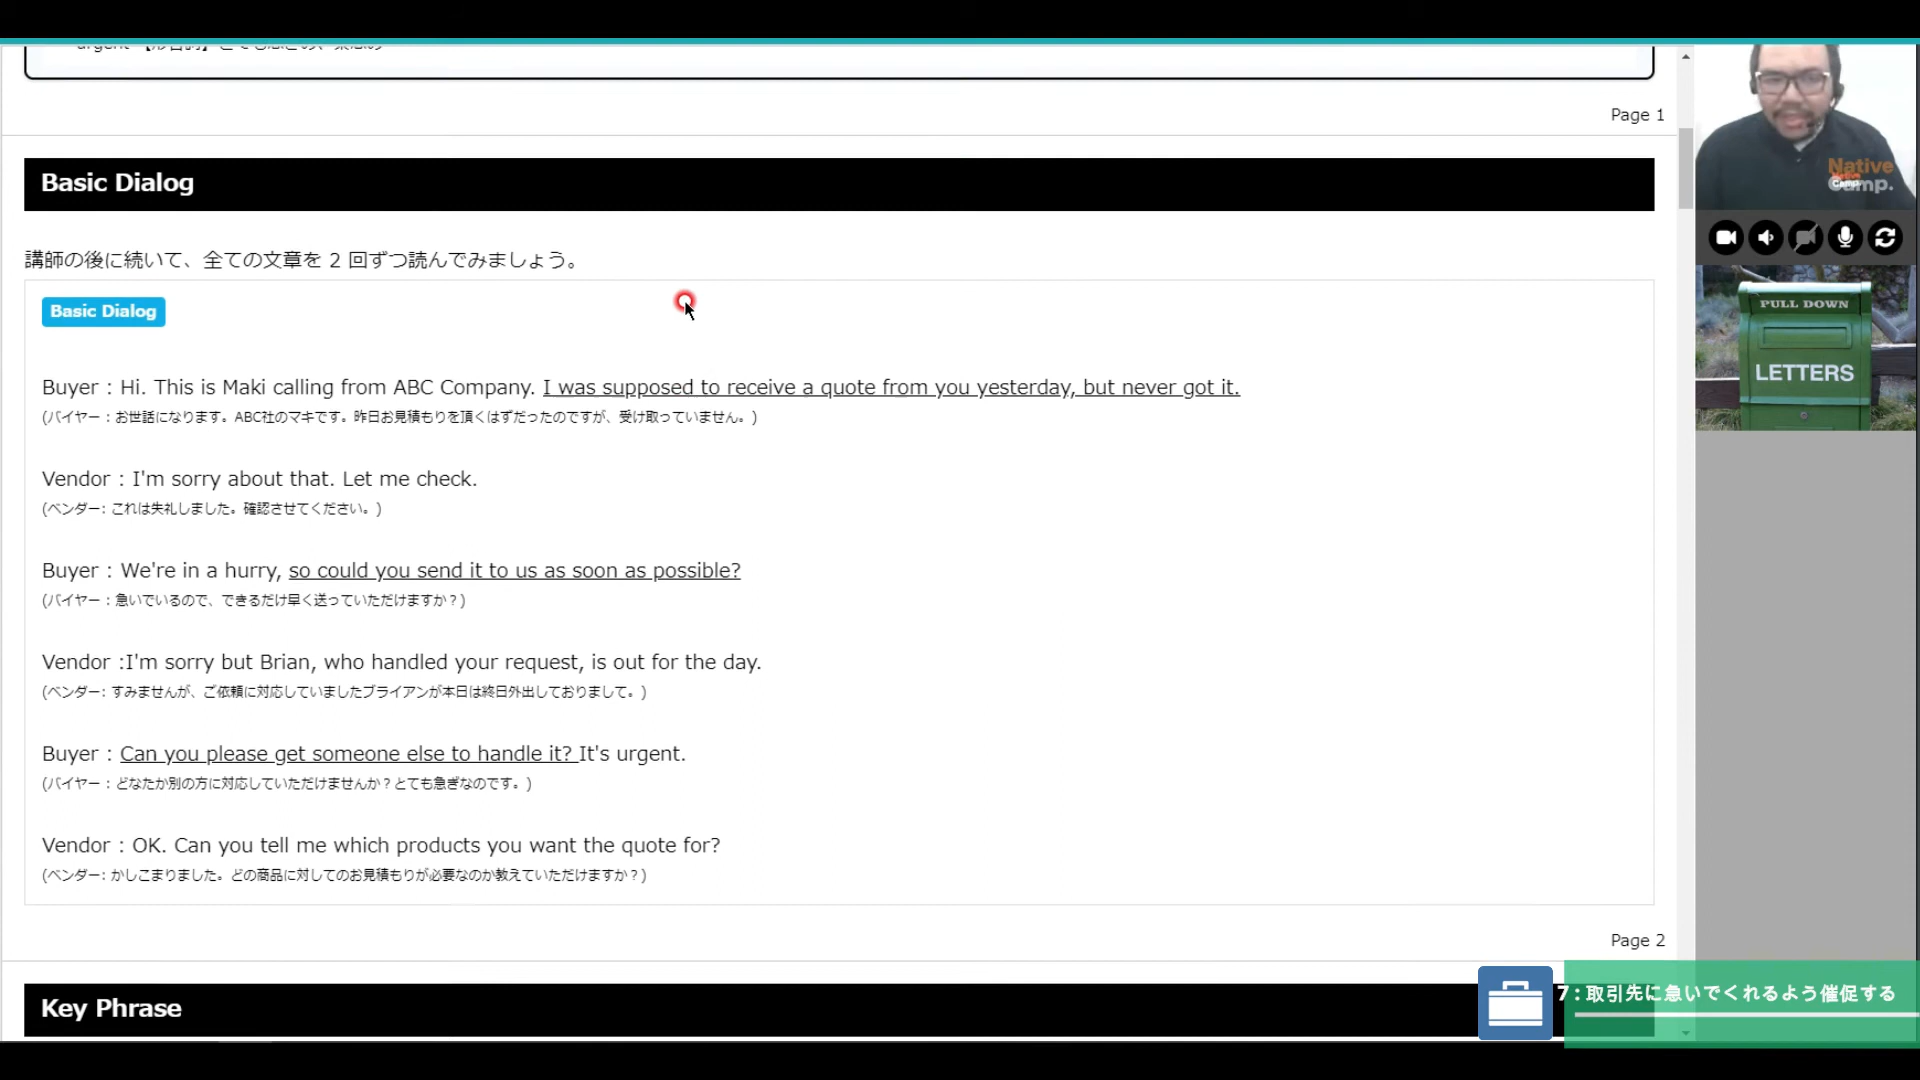 urgent 【形容詞】とても急ぎの、緊急の
Page 1
Basic Dialog
講師の後に続いて、全ての文章を 2 回ずつ読んでみましょう。
Basic Dialog
Buyer : Hi. This is Maki calling from ABC Company. I was supposed to receive a quote from you yesterday, but never got it.
(バイヤー : お世話になります。ABC社のマキです。昨日お見積もりを頂くはずだったのですが、受け取っていません。)
Vendor : I'm sorry about that. Let me check.
(ベンダー: これは失礼しました。確認させてください。)
Buyer : We're in a hurry, so could you send it to us as soon as possible?
(バイヤー : 急いでいるので、できるだけ早く送っていただけますか？)
Vendor :I'm sorry but Brian, who handled your request, is out for the day.
(ベンダー: すみませんが、ご依頼に対応していましたブライアンが本日は終日外出しておりまして。)
Buyer : Can you please get someone else to handle it? It's urgent.
(バイヤー : どなたか別の方に対応していただけませんか？とても急ぎなのです。)
Vendor : OK. Can you tell me which products you want the quote for?
(ベンダー: かしこまりました。どの商品に対してのお見積もりが必要なのか教えていただけますか？)
Page 2
Key Phrase
7 : 取引先に急いでくれるよう催促する
Native
Camp.
Native
Camp.
PULL DOWN
LETTERS